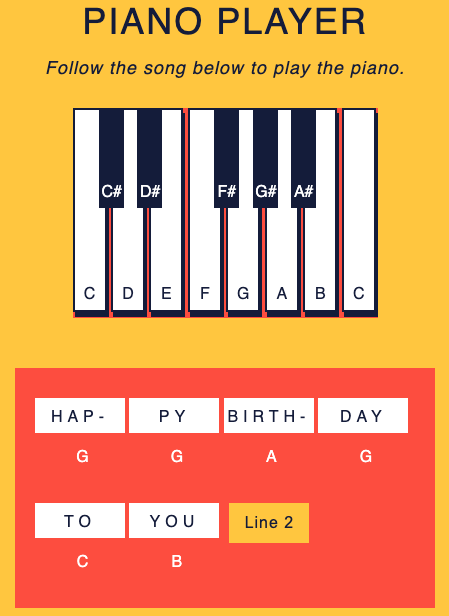 PIANO PLAYER
Follow the song below to play the piano.
C# D# F# G# A#
C D E F G A B C
HAP- PY BIRTH- DAY
G G A G
TO YOU Line 2
C B